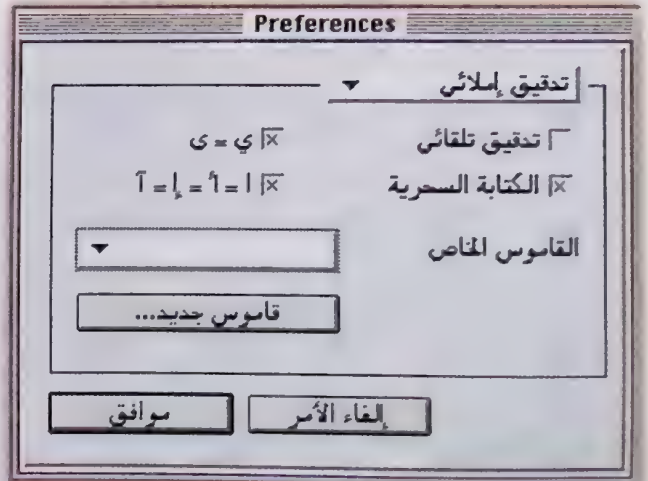 Preferences
تدقيق إملائي
تدقيق تلقائي
ي = ى
الكتابة السحرية
ا = أ = إ = آ
القاموس الخاص
قاموس جديد...
إلغاء الأمر
موافق